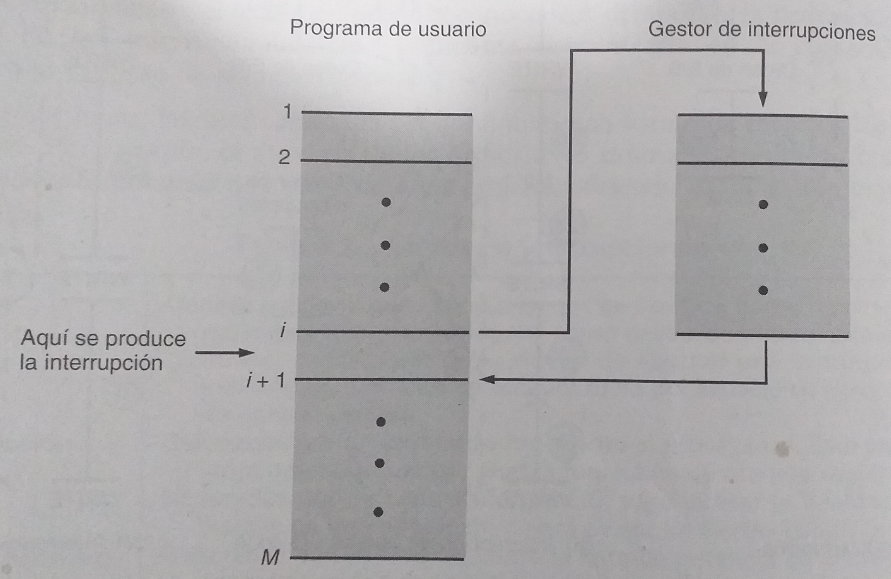 Programa de usuario
Gestor de interrupciones
1
2
i
Aquí se produce
la interrupción
i + 1
M